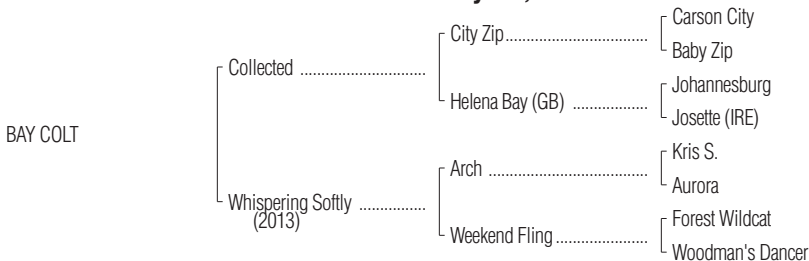 Carson City
City Zip
Baby Zip
Collected
Johannesburg
Helena Bay (GB)
Josette (IRE)
BAY COLT
Kris S.
Arch
Aurora
Whispering Softly
(2013)
Forest Wildcat
Weekend Fling
Woodman's Dancer